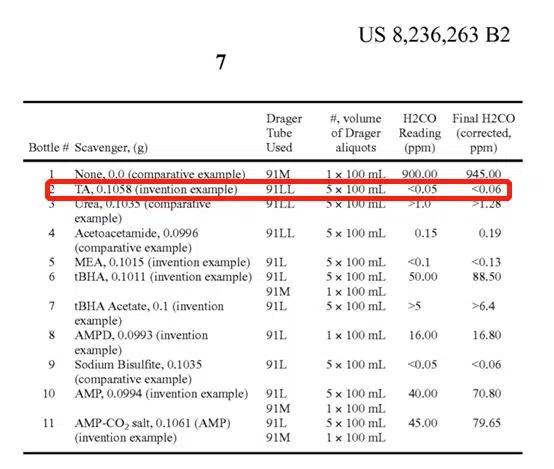 US 8,236,263 B2
7
Drager #, volume H2CO Final H2CO
Tube of Drager Reading (corrected,
Bottle # Scavenger, (g) Used aliquots (ppm) ppm)
1 None, 0.0 (comparative example) 91M 1 × 100 mL 900.00 945.00
2 TA, 0.1058 (invention example) 91LL 5 × 100 mL <0.05 <0.06
3 Urea, 0.1035 (comparative 91LL 5 × 100 mL >1.0 >1.28
example)
4 Acetoacetamide, 0.0996 91LL 5 × 100 mL 0.15 0.19
(comparative example)
5 MEA, 0.1015 (invention example) 91L 5 × 100 mL <0.1 <0.13
6 tBHA, 0.1011 (invention example) 91L 5 × 100 mL 50.00 88.50
91M 1 × 100 mL
7 tBHA Acetate, 0.1 (invention 91L 5 × 100 mL >5 >6.4
example)
8 AMPD, 0.0993 (invention 91L 1 × 100 mL 16.00 16.80
example)
9 Sodium Bisulfite, 0.1035 91L 5 × 100 mL <0.05 <0.06
(comparative example)
10 AMP, 0.0994 (invention example) 91L 5 × 100 mL 40.00 70.80
91M 1 × 100 mL
11 AMP-CO₂ salt, 0.1061 (AMP) 91L 5 × 100 mL 45.00 79.65
(invention example) 91M 1 × 100 mL